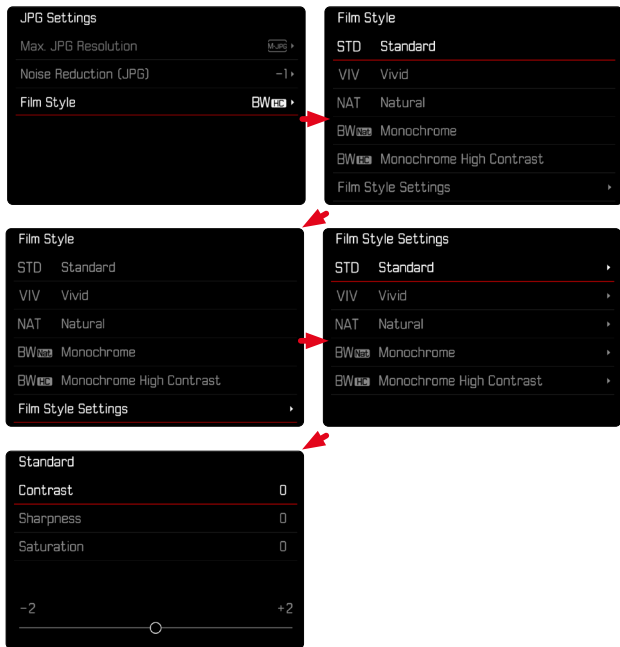 JPG Settings
Max. JPG Resolution M-JPG
Noise Reduction (JPG) -1
Film Style BW HC
Film Style
STD Standard
VIV Vivid
NAT Natural
BW Nat. Monochrome
BW HC Monochrome High Contrast
Film Style Settings
Film Style
STD Standard
VIV Vivid
NAT Natural
BW Nat. Monochrome
BW HC Monochrome High Contrast
Film Style Settings
Film Style Settings
STD Standard
VIV Vivid
NAT Natural
BW Nat. Monochrome
BW HC Monochrome High Contrast
Standard
Contrast 0
Sharpness 0
Saturation 0
-2 +2